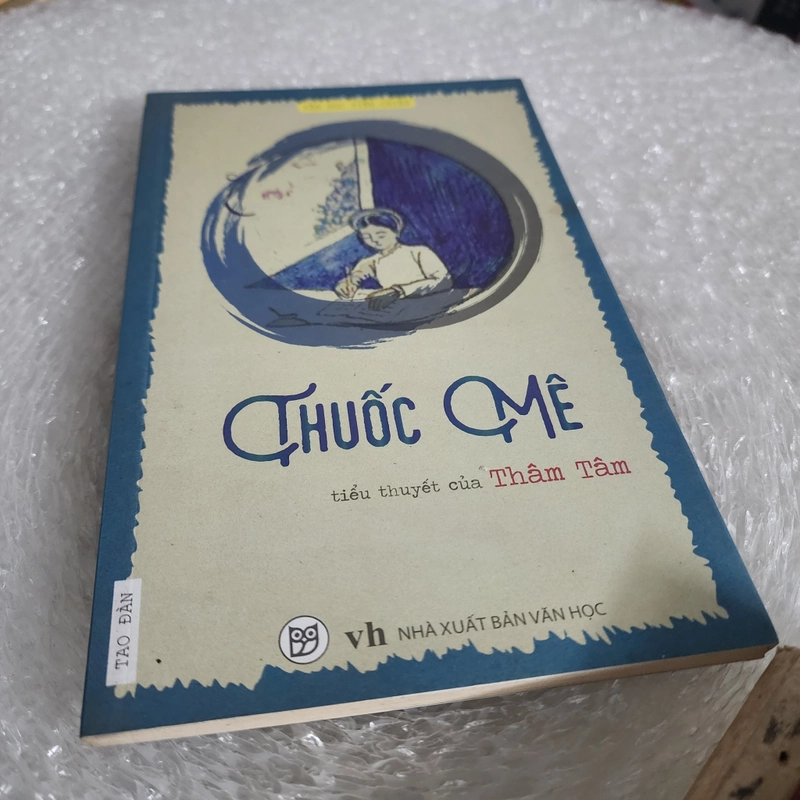 THUỐC MÊ
tiểu thuyết của Thâm Tâm
TAO ĐÀN
vh NHÀ XUẤT BẢN VĂN HỌC